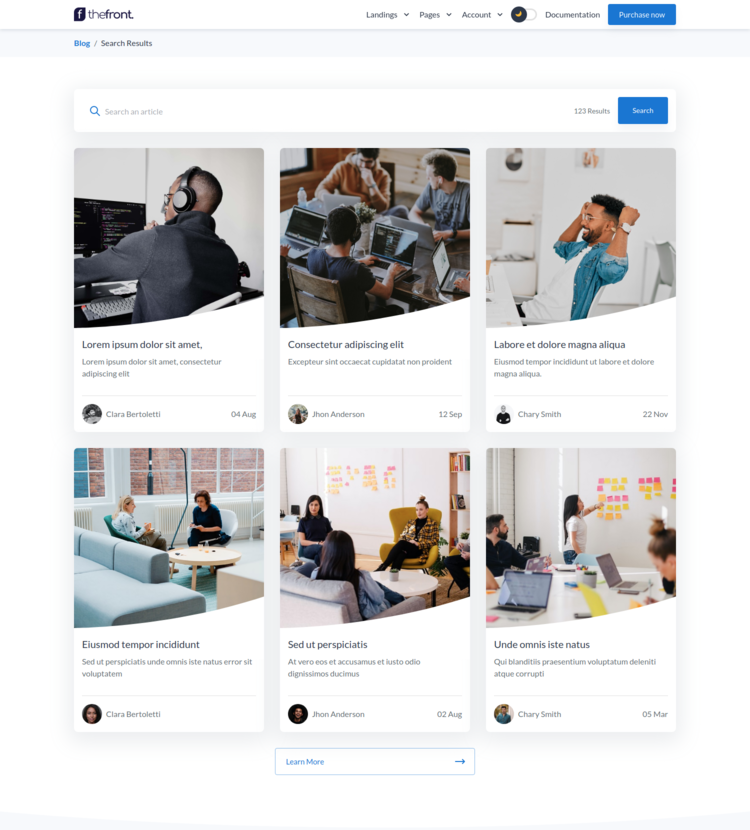 thefront.
Landings Pages Account Documentation Purchase now
Blog / Search Results
Search an article 123 Results Search
Lorem ipsum dolor sit amet,
Lorem ipsum dolor sit amet, consectetur
adipiscing elit
Clara Bertoletti 04 Aug
Consectetur adipiscing elit
Excepteur sint occaecat cupidatat non proident
Jhon Anderson 12 Sep
Labore et dolore magna aliqua
Eiusmod tempor incididunt ut labore et dolore
magna aliqua.
Chary Smith 22 Nov
Eiusmod tempor incididunt
Sed ut perspiciatis unde omnis iste natus error sit
voluptatem
Clara Bertoletti
Sed ut perspiciatis
At vero eos et accusamus et iusto odio
dignissimos ducimus
Jhon Anderson 02 Aug
Unde omnis iste natus
Qui blanditiis praesentium voluptatum deleniti
atque corrupti
Chary Smith 05 Mar
Learn More